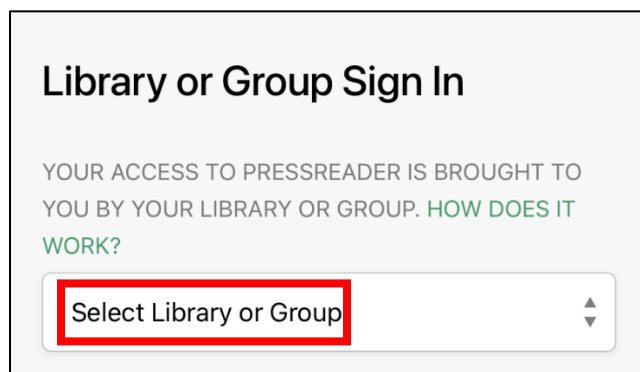 Library or Group Sign In
YOUR ACCESS TO PRESSREADER IS BROUGHT TO
YOU BY YOUR LIBRARY OR GROUP. HOW DOES IT
WORK?
Select Library or Group